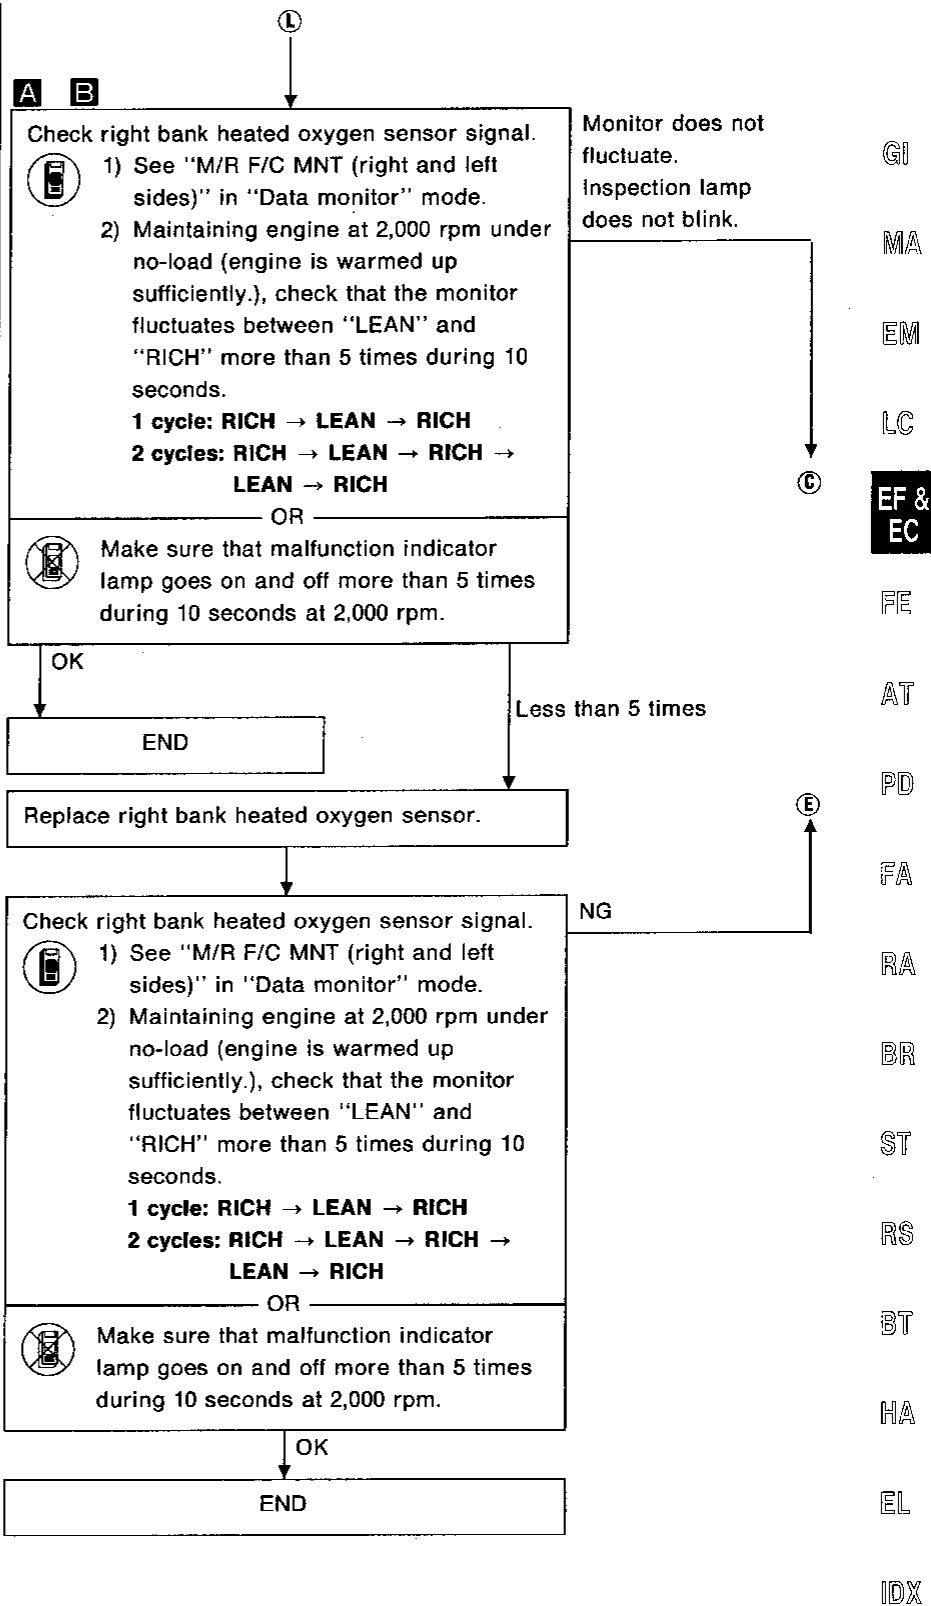 L
A B
Check right bank heated oxygen sensor signal.
1) See "M/R F/C MNT (right and left
sides)" in "Data monitor" mode.
2) Maintaining engine at 2,000 rpm under
no-load (engine is warmed up
sufficiently.), check that the monitor
fluctuates between "LEAN" and
"RICH" more than 5 times during 10
seconds.
1 cycle: RICH → LEAN → RICH
2 cycles: RICH → LEAN → RICH →
LEAN → RICH
OR
Make sure that malfunction indicator
lamp goes on and off more than 5 times
during 10 seconds at 2,000 rpm.
Monitor does not
fluctuate.
Inspection lamp
does not blink.
C
OK
Less than 5 times
END
Replace right bank heated oxygen sensor.
E
NG
Check right bank heated oxygen sensor signal.
1) See "M/R F/C MNT (right and left
sides)" in "Data monitor" mode.
2) Maintaining engine at 2,000 rpm under
no-load (engine is warmed up
sufficiently.), check that the monitor
fluctuates between "LEAN" and
"RICH" more than 5 times during 10
seconds.
1 cycle: RICH → LEAN → RICH
2 cycles: RICH → LEAN → RICH →
LEAN → RICH
OR
Make sure that malfunction indicator
lamp goes on and off more than 5 times
during 10 seconds at 2,000 rpm.
OK
END
GI
MA
EM
LC
EF &
EC
FE
AT
PD
FA
RA
BR
ST
RS
BT
HA
EL
IDX